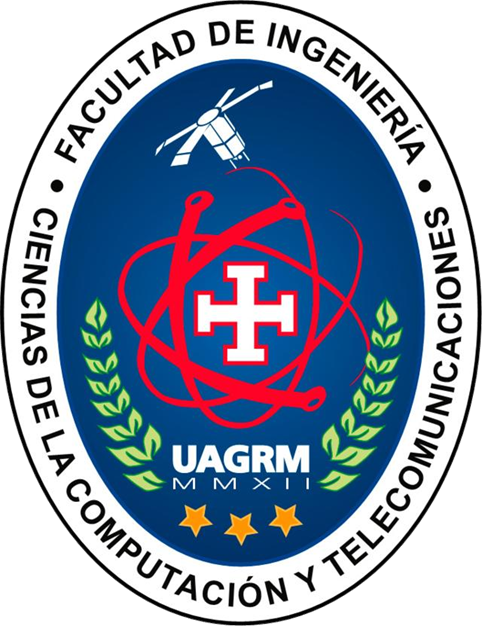 FACULTAD DE INGENIERÍA
CIENCIAS DE LA COMPUTACIÓN Y TELECOMUNICACIONES
UAGRM
MMXII